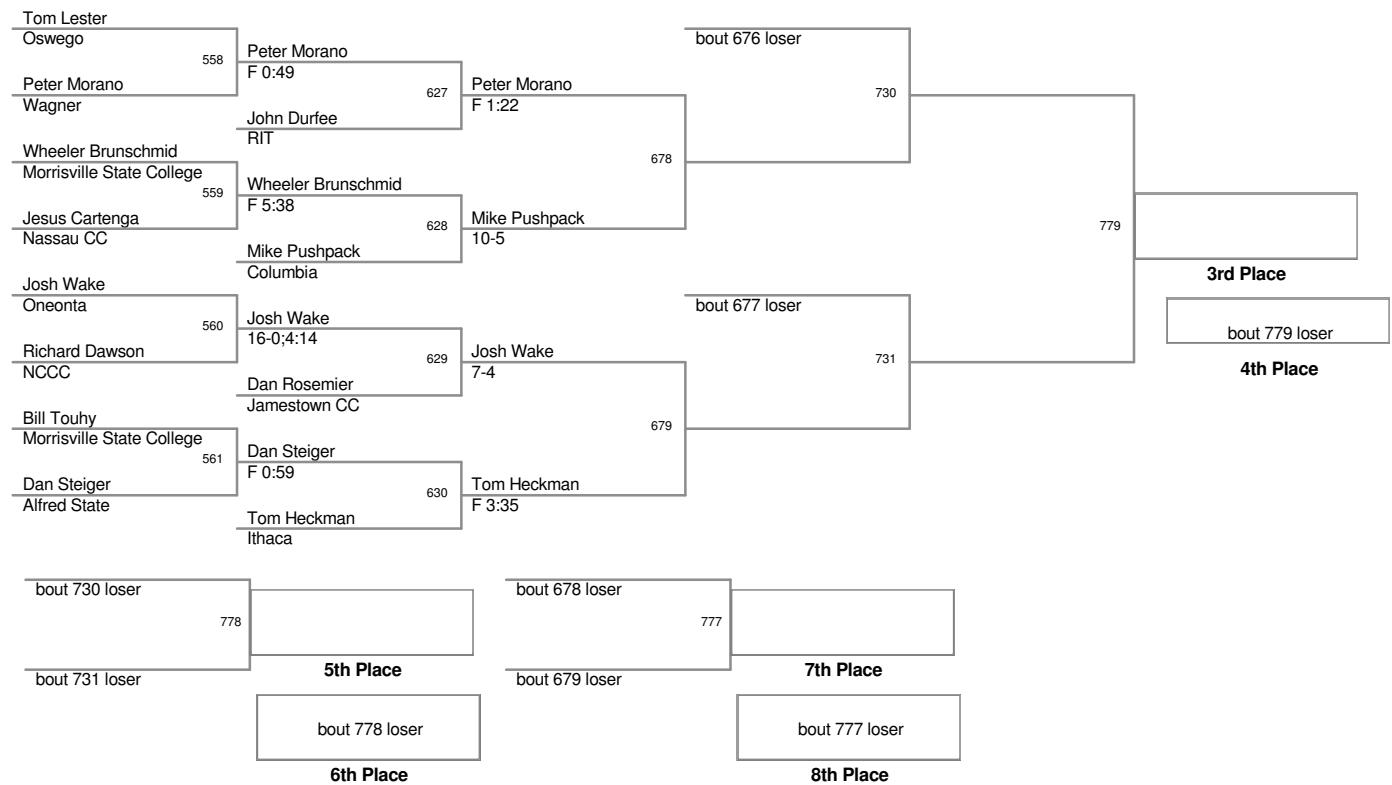 Tom Lester
Oswego
558
Peter Morano
Wagner
Peter Morano
F 0:49
627
John Durfee
RIT
Peter Morano
F 1:22
Wheeler Brunschmid
Morrisville State College
559
Jesus Cartenga
Nassau CC
Wheeler Brunschmid
F 5:38
628
Mike Pushpack
Columbia
Mike Pushpack
10-5
678
bout 676 loser
730
Josh Wake
Oneonta
560
Richard Dawson
NCCC
Josh Wake
16-0;4:14
629
Dan Rosemier
Jamestown CC
Josh Wake
7-4
Bill Touhy
Morrisville State College
561
Dan Steiger
Alfred State
Dan Steiger
F 0:59
630
Tom Heckman
Ithaca
Tom Heckman
F 3:35
679
bout 677 loser
731
779
3rd Place
bout 779 loser
4th Place
bout 730 loser
778
bout 731 loser
5th Place
bout 778 loser
6th Place
bout 678 loser
777
bout 679 loser
7th Place
bout 777 loser
8th Place